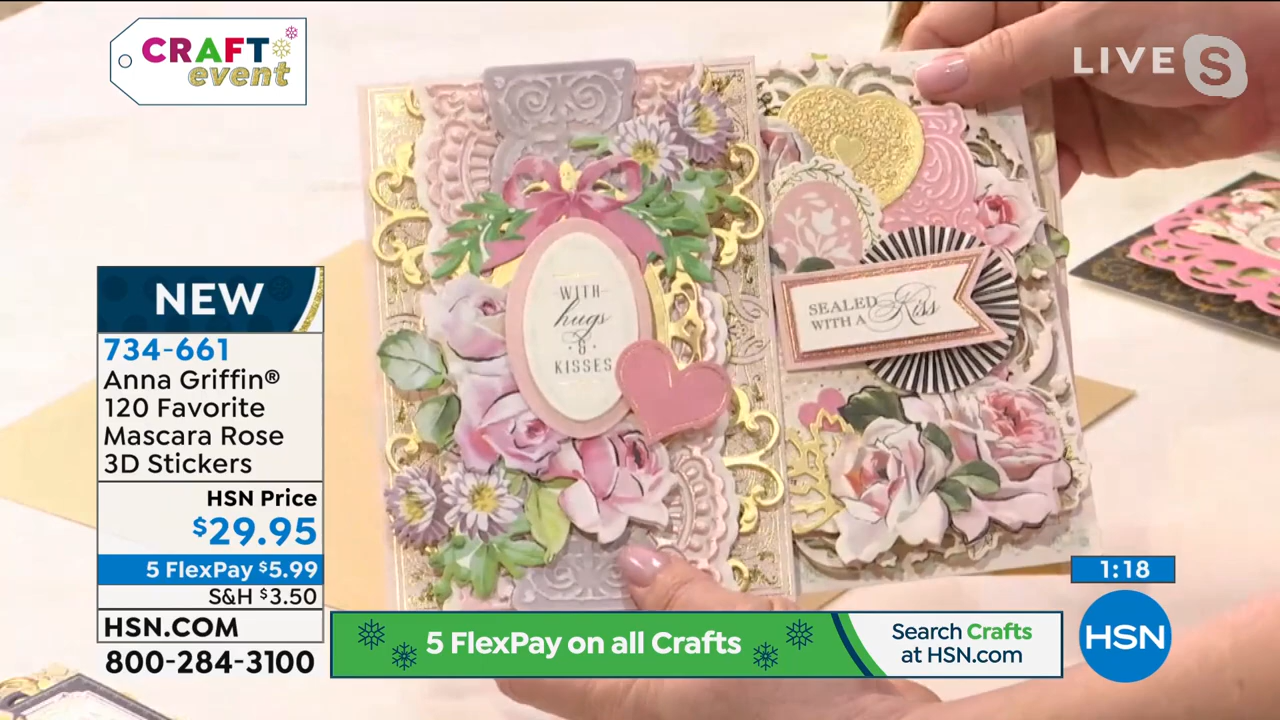 CRAFT
event
LIVE S
NEW
734-661
Anna Griffin®
120 Favorite
Mascara Rose
3D Stickers
HSN Price
$29.95
5 FlexPay $5.99
S&H $3.50
HSN.COM
800-284-3100
WITH
hugs
&
KISSES
SEALED
WITH A Kiss
5 FlexPay on all Crafts
Search Crafts
at HSN.com
1:18
HSN